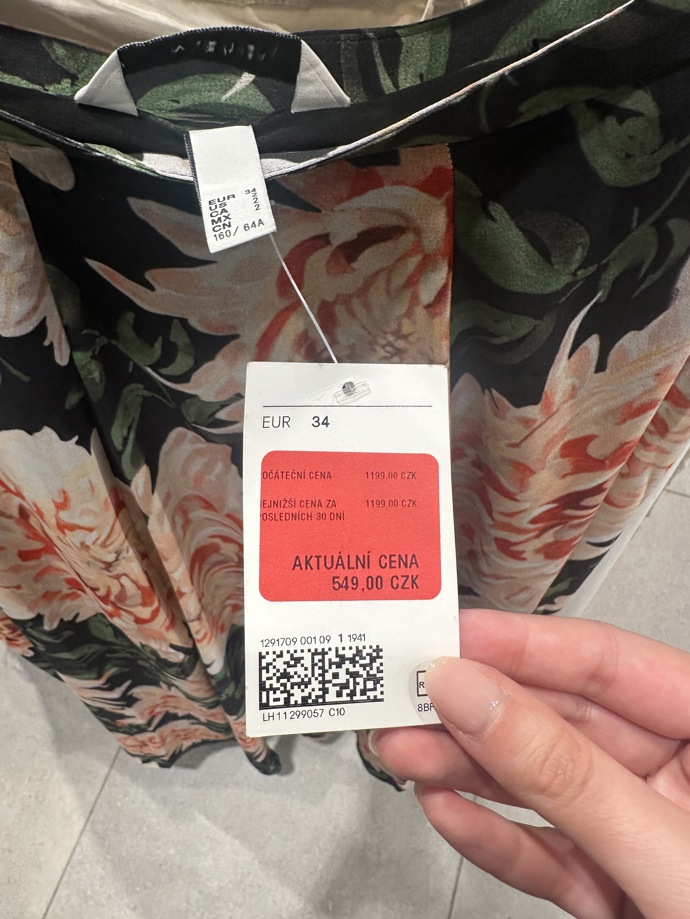 EUR 34
US 2
CA 2
MX 2
CN
160/64A
EUR 34
OČÁTEČNÍ CENA 1199,00 CZK
EJNIŽŠÍ CENA ZA 1199,00 CZK
OSLEDNÍCH 30 DNÍ
AKTUÁLNÍ CENA
549,00 CZK
1291709 001 09 1 1941
LH11299057 C10
R
8BF